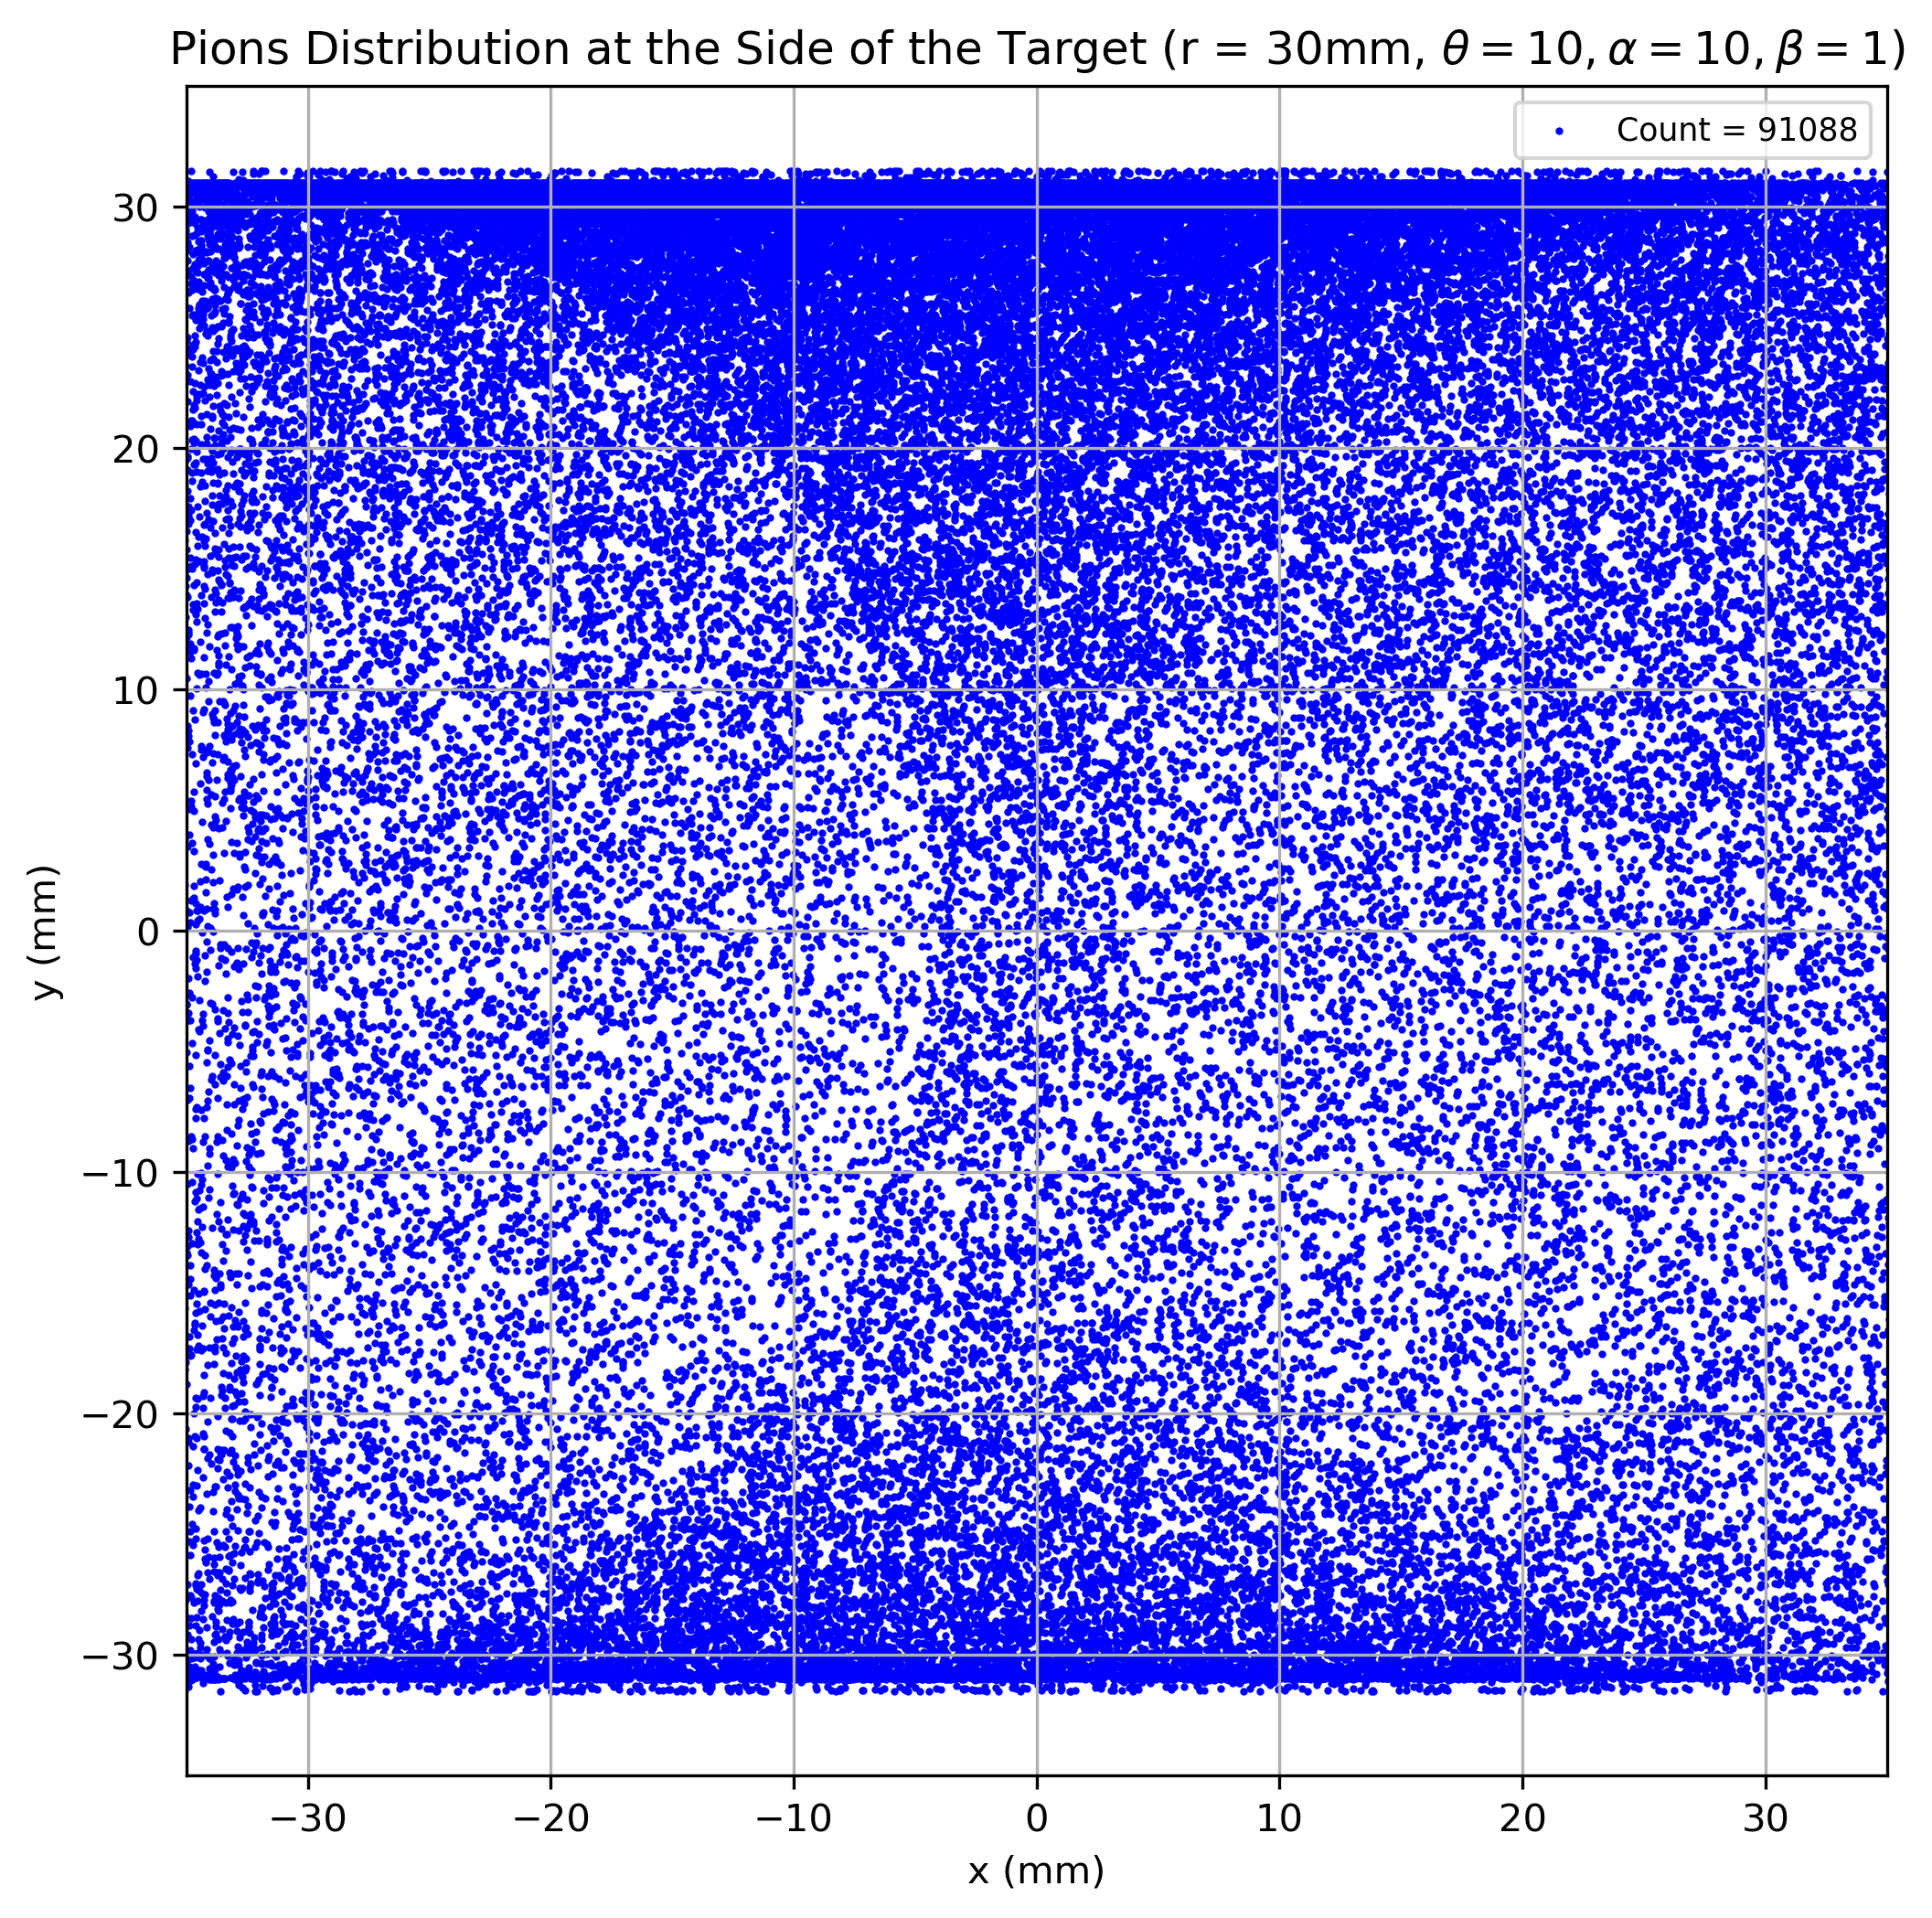 Pions Distribution at the Side of the Target (r = 30mm, θ = 10, α = 10, β = 1)
Count = 91088
30
20
10
0
−10
−20
−30
y (mm)
−30 −20 −10 0 10 20 30
x (mm)